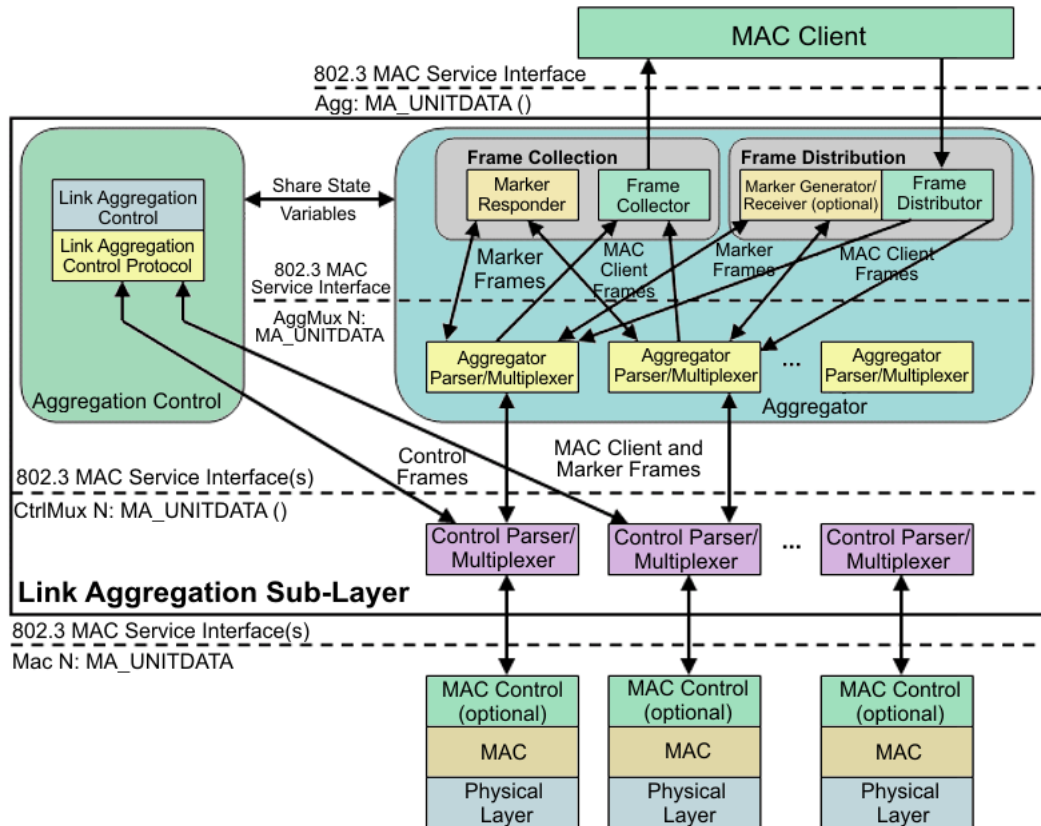 MAC Client
802.3 MAC Service Interface
Agg: MA_UNITDATA ()
Frame Collection
Frame Distribution
Link Aggregation
Control
Link Aggregation
Control Protocol
Share State
Variables
Marker
Responder
Frame
Collector
Marker Generator/
Receiver (optional)
Frame
Distributor
802.3 MAC
Service Interface
Marker
Frames
MAC
Client
Frames
Marker
Frames
MAC Client
Frames
AggMux N:
MA_UNITDATA
Aggregator
Parser/Multiplexer
Aggregator
Parser/Multiplexer
...
Aggregator
Parser/Multiplexer
Aggregation Control
Aggregator
Control
Frames
MAC Client and
Marker Frames
802.3 MAC Service Interface(s)
CtrlMux N: MA_UNITDATA ()
Control Parser/
Multiplexer
Control Parser/
Multiplexer
...
Control Parser/
Multiplexer
Link Aggregation Sub-Layer
802.3 MAC Service Interface(s)
Mac N: MA_UNITDATA
MAC Control
(optional)
MAC
Physical
Layer
MAC Control
(optional)
MAC
Physical
Layer
MAC Control
(optional)
MAC
Physical
Layer